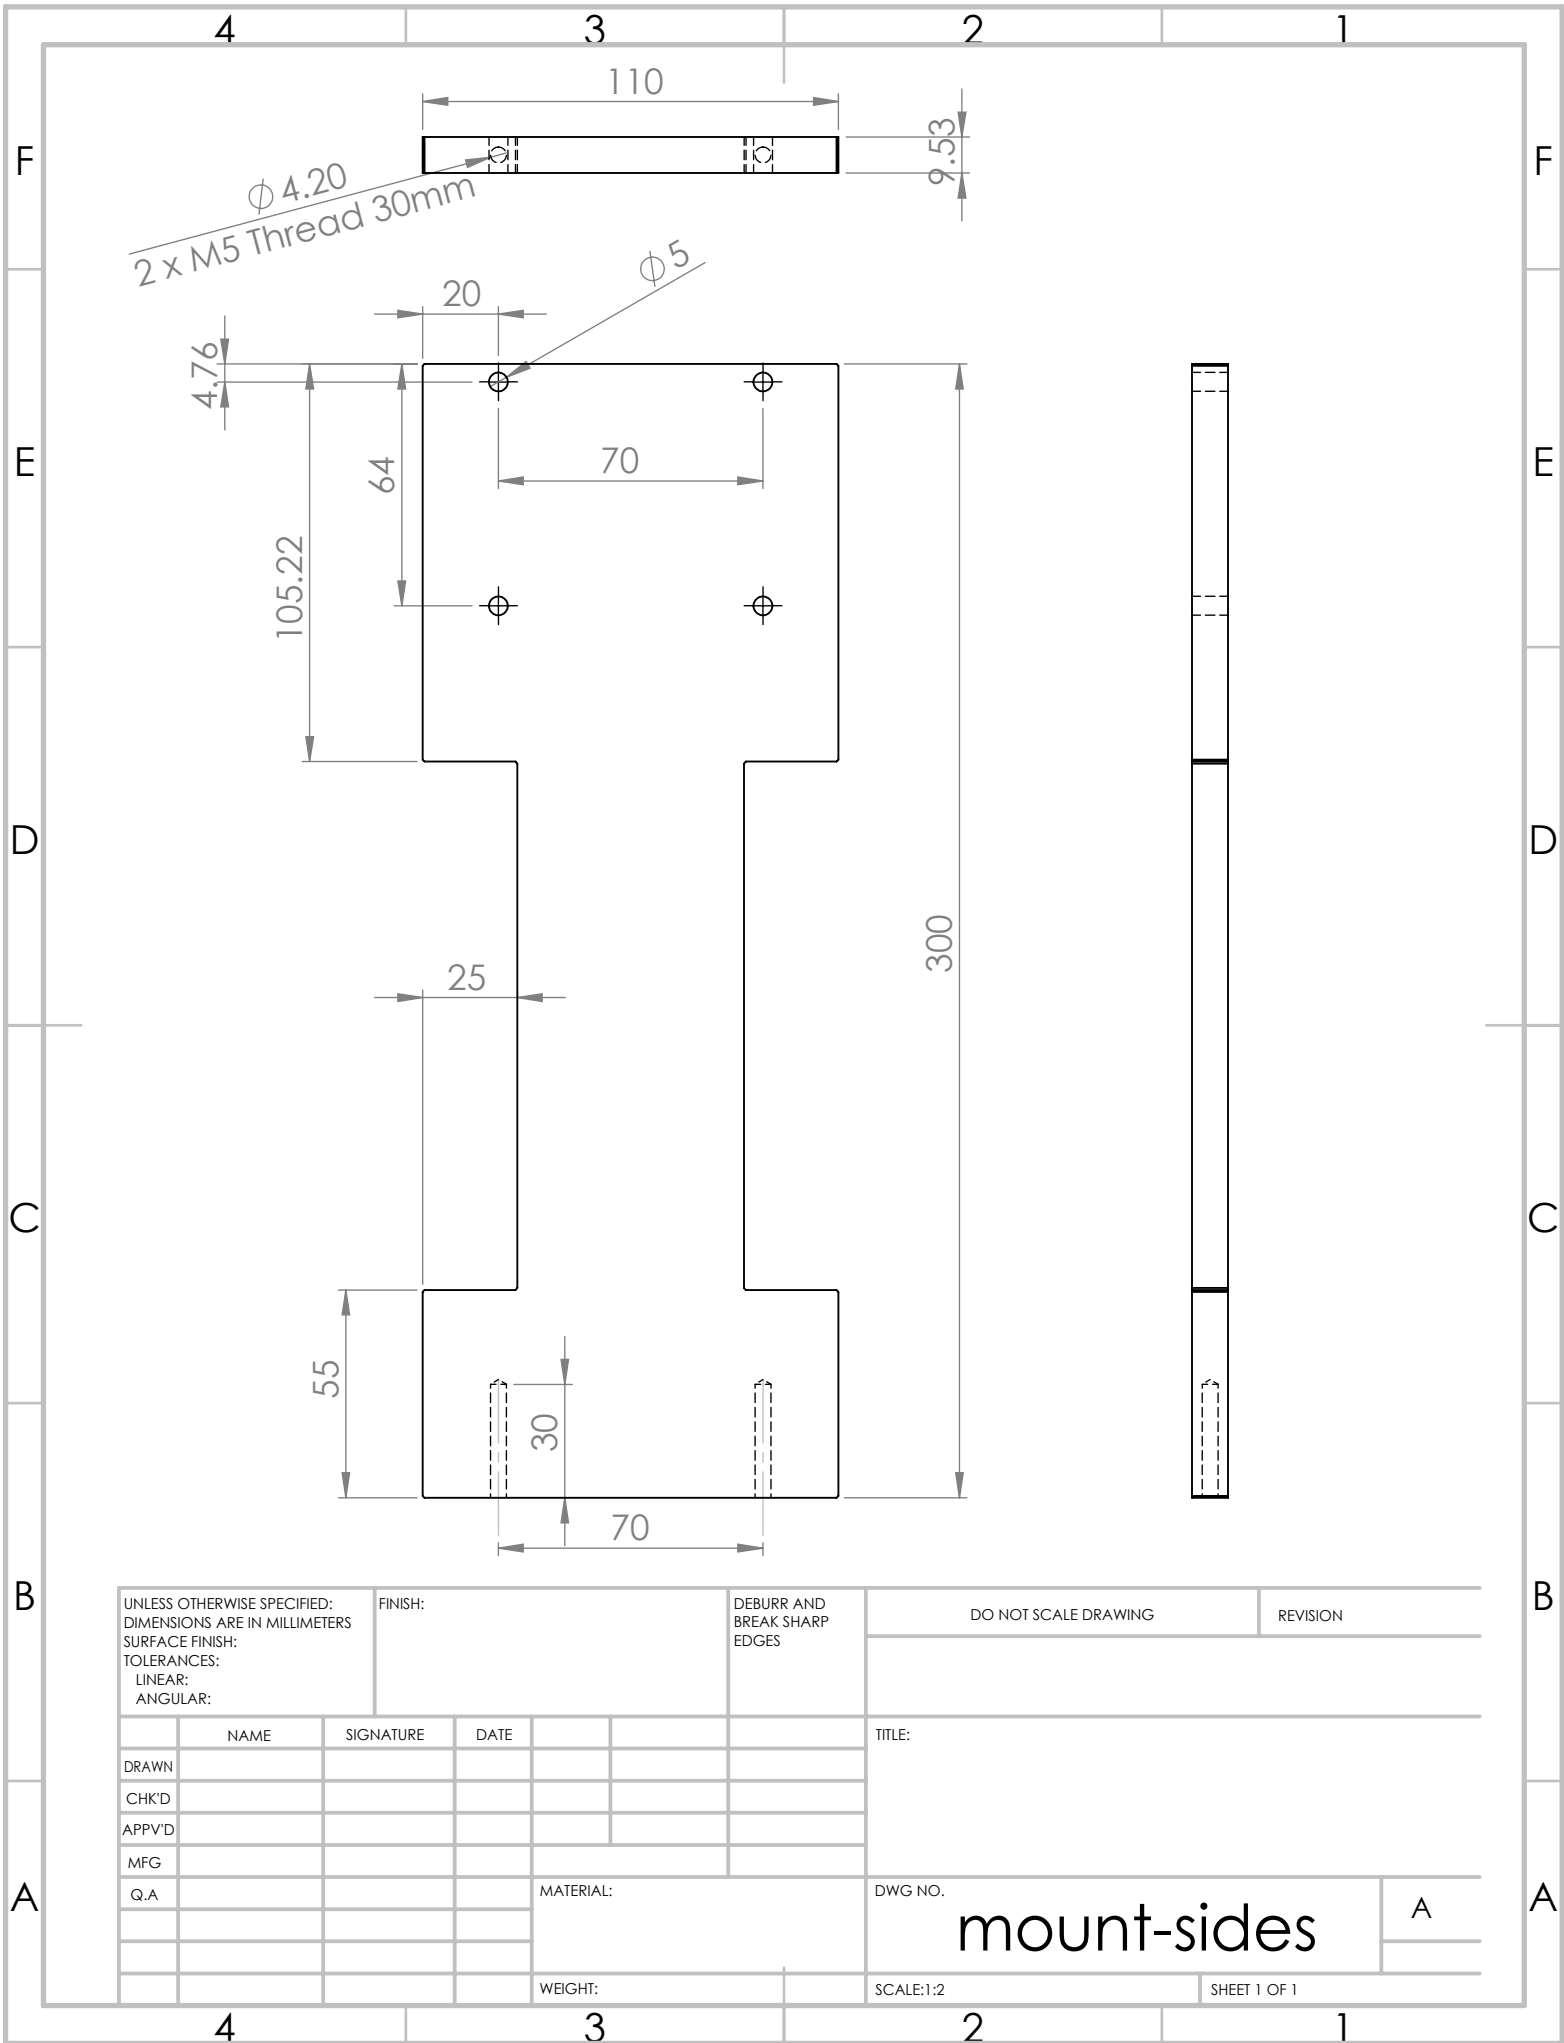 4 3 2 1
110
F 9.53 F
⌀ 4.20
2 x M5 Thread 30mm
⌀ 5
20
4.76
E 70 E
64
105.22
D D
300
25
C C
55
30
70
B B
UNLESS OTHERWISE SPECIFIED:
DIMENSIONS ARE IN MILLIMETERS
SURFACE FINISH:
TOLERANCES:
LINEAR:
ANGULAR:
FINISH:
DEBURR AND
BREAK SHARP
EDGES
DO NOT SCALE DRAWING
REVISION
NAME SIGNATURE DATE
TITLE:
DRAWN
CHK'D
APPV'D
MFG
Q.A
MATERIAL:
DWG NO.
mount-sides
A
A A
WEIGHT:
SCALE:1:2
SHEET 1 OF 1
4 3 2 1